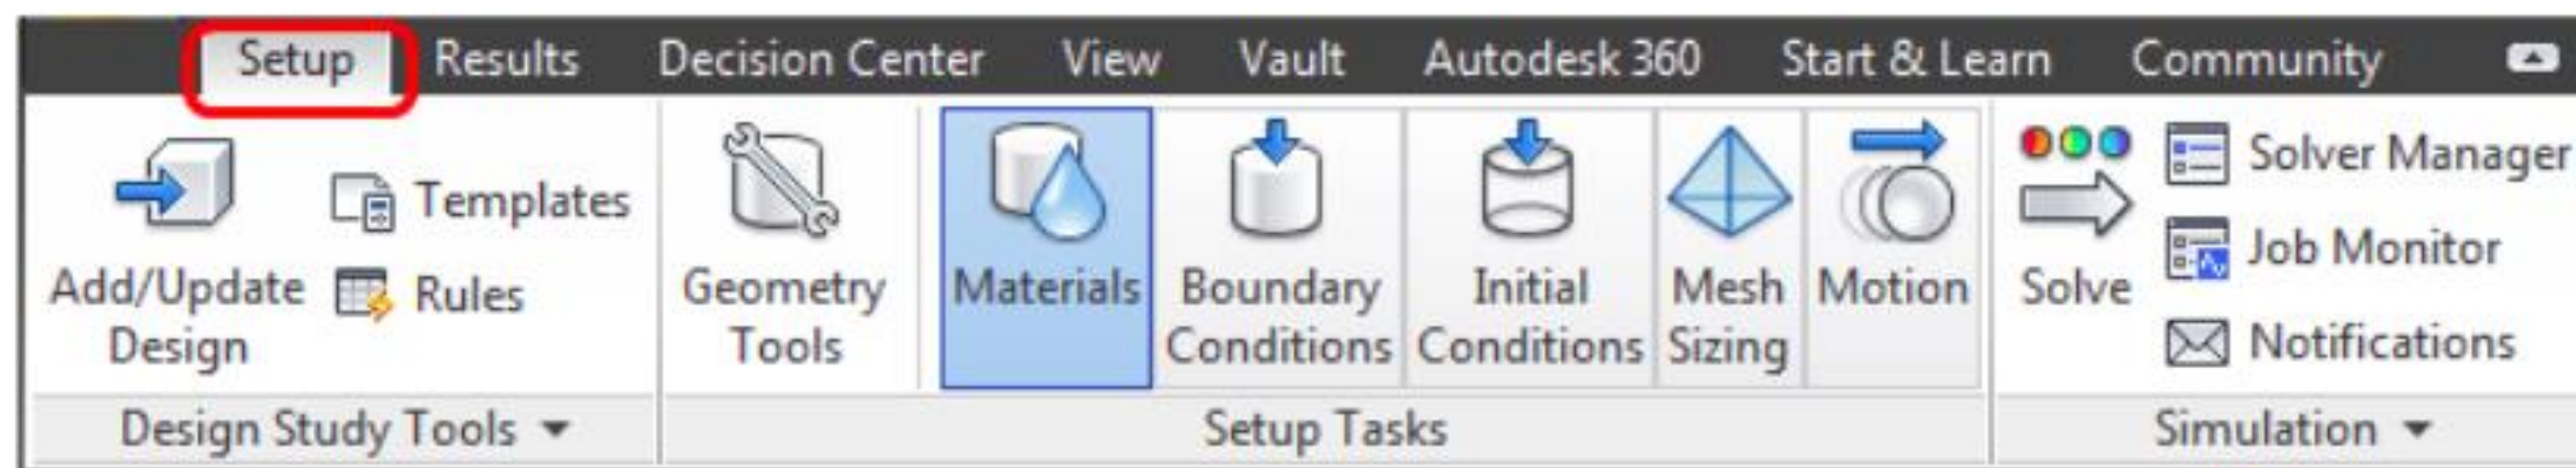 Setup Results Decision Center View Vault Autodesk 360 Start & Learn Community
Add/Update
Design
Templates
Rules
Design Study Tools
Geometry
Tools
Materials
Boundary
Conditions
Initial
Conditions
Mesh
Sizing
Motion
Setup Tasks
Solve
Solver Manager
Job Monitor
Notifications
Simulation